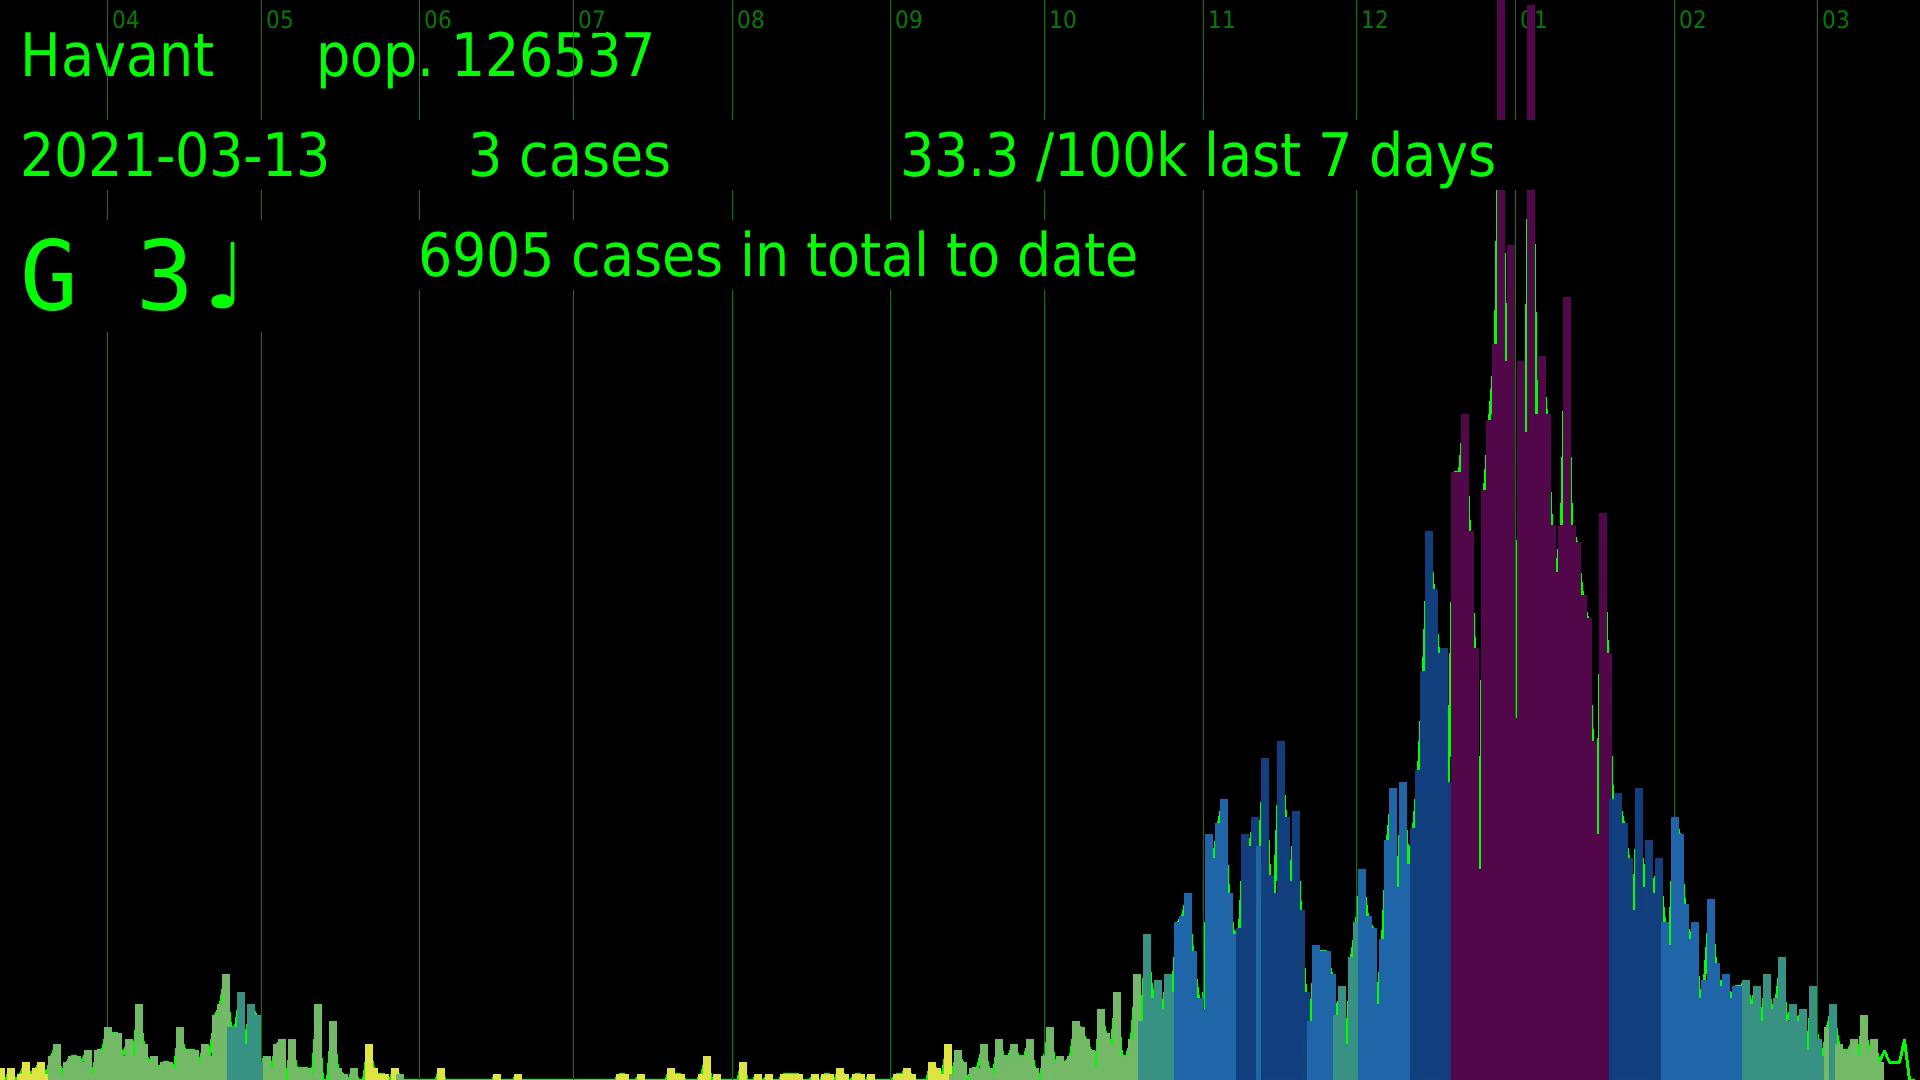 04 05 06 07 08 09 10 11 12 01 02 03
Havant pop. 126537
2021-03-13 3 cases 33.3 /100k last 7 days
G 3♩ 6905 cases in total to date